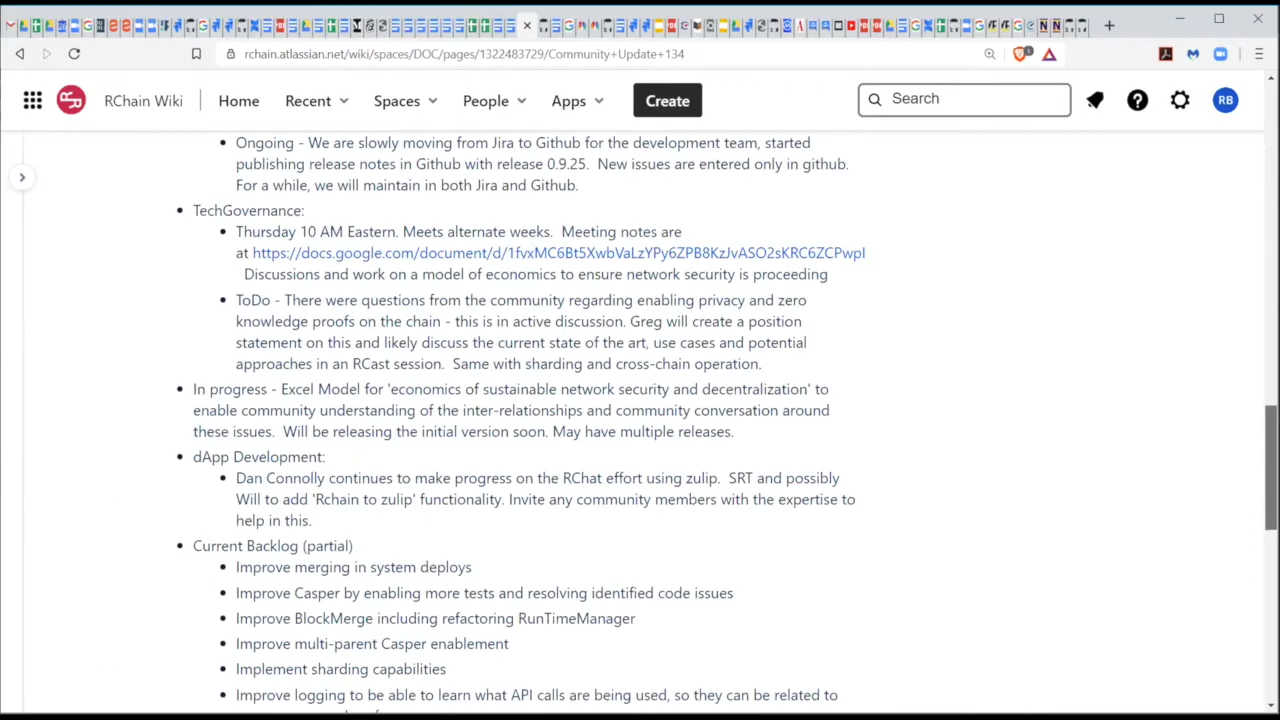 rchain.atlassian.net/wiki/spaces/DOC/pages/1322483729/Community+Update+134
RChain Wiki
Home
Recent
Spaces
People
Apps
Create
Search
RB
Ongoing - We are slowly moving from Jira to Github for the development team, started
publishing release notes in Github with release 0.9.25. New issues are entered only in github.
For a while, we will maintain in both Jira and Github.
TechGovernance:
Thursday 10 AM Eastern. Meets alternate weeks. Meeting notes are
at https://docs.google.com/document/d/1fvxMC6Bt5XwbVaLzYPy6ZPB8KzJvASO2sKRC6ZCPwpI
Discussions and work on a model of economics to ensure network security is proceeding
ToDo - There were questions from the community regarding enabling privacy and zero
knowledge proofs on the chain - this is in active discussion. Greg will create a position
statement on this and likely discuss the current state of the art, use cases and potential
approaches in an RCast session. Same with sharding and cross-chain operation.
In progress - Excel Model for 'economics of sustainable network security and decentralization' to
enable community understanding of the inter-relationships and community conversation around
these issues. Will be releasing the initial version soon. May have multiple releases.
dApp Development:
Dan Connolly continues to make progress on the RChat effort using zulip. SRT and possibly
Will to add 'Rchain to zulip' functionality. Invite any community members with the expertise to
help in this.
Current Backlog (partial)
Improve merging in system deploys
Improve Casper by enabling more tests and resolving identified code issues
Improve BlockMerge including refactoring RunTimeManager
Improve multi-parent Casper enablement
Implement sharding capabilities
Improve logging to be able to learn what API calls are being used, so they can be related to